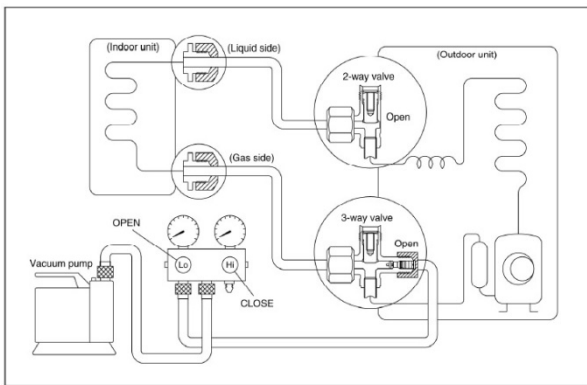 (Indoor unit)
(Liquid side)
2-way valve
(Outdoor unit)
Open
(Gas side)
3-way valve
OPEN
Open
Vacuum pump
Lo
Hi
CLOSE